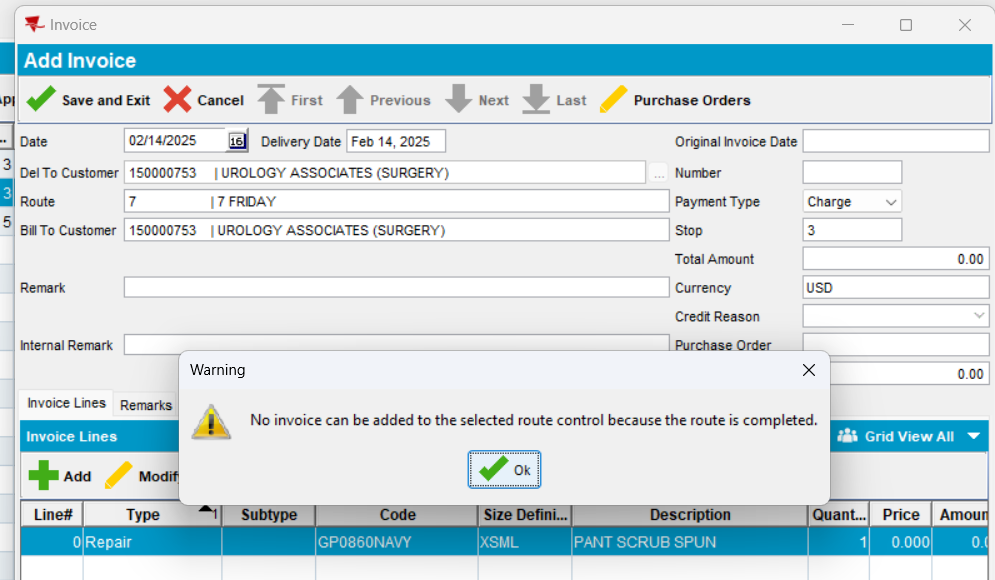 Invoice
Add Invoice
Save and Exit Cancel First Previous Next Last Purchase Orders
Date 02/14/2025 16 Delivery Date Feb 14, 2025 Original Invoice Date
Del To Customer 150000753 | UROLOGY ASSOCIATES (SURGERY) ... Number
Route 7 | 7 FRIDAY Payment Type Charge
Bill To Customer 150000753 | UROLOGY ASSOCIATES (SURGERY) Stop 3
Total Amount 0.00
Remark Currency USD
Credit Reason
Internal Remark Purchase Order
0.00
Warning
No invoice can be added to the selected route control because the route is completed.
Ok
Invoice Lines Remarks
Invoice Lines Grid View All
Add
Line# Type 1 Subtype Code Size Defini... Description Quant... Price
0 Repair GP0860NAVY XSML PANT SCRUB SPUN 1 0.000
3
3
5